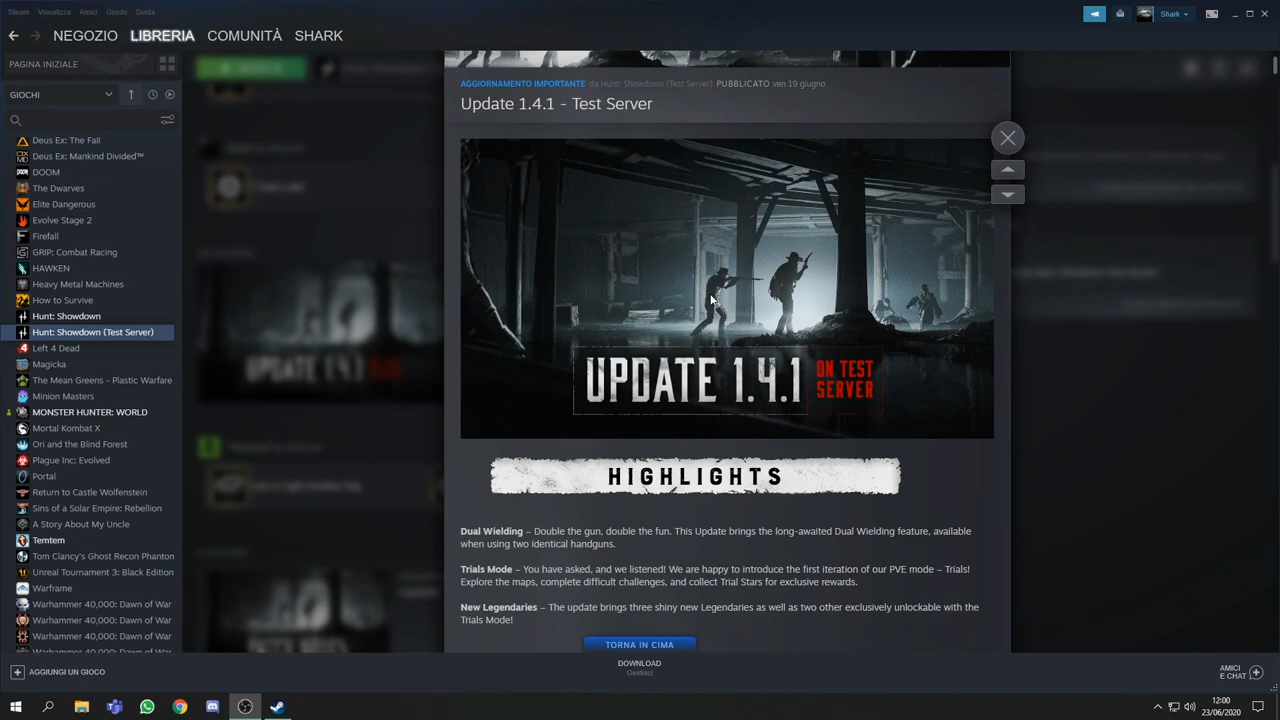 Steam Visualizza Amici Giochi Guida
Shark
NEGOZIO LIBRERIA COMUNITÀ SHARK
PAGINA INIZIALE
GIOCHI
Deus Ex: The Fall
Deus Ex: Mankind Divided™
DOOM
The Dwarves
Elite Dangerous
Evolve Stage 2
Firefall
GRIP: Combat Racing
HAWKEN
Heavy Metal Machines
How to Survive
Hunt: Showdown
Hunt: Showdown (Test Server)
Left 4 Dead
Magicka
The Mean Greens - Plastic Warfare
Minion Masters
MONSTER HUNTER: WORLD
Mortal Kombat X
Ori and the Blind Forest
Plague Inc: Evolved
Portal
Return to Castle Wolfenstein
Sins of a Solar Empire: Rebellion
A Story About My Uncle
Temtem
Tom Clancy's Ghost Recon Phantom
Unreal Tournament 3: Black Edition
Warframe
Warhammer 40,000: Dawn of War
Warhammer 40,000: Dawn of War
Warhammer 40,000: Dawn of War
AGGIORNAMENTO IMPORTANTE da Hunt: Showdown (Test Server) PUBBLICATO ven 19 giugno
Update 1.4.1 - Test Server
UPDATE 1.4.1 ON TEST
SERVER
HIGHLIGHTS
Dual Wielding – Double the gun, double the fun. This Update brings the long-awaited Dual Wielding feature, available
when using two identical handguns.
Trials Mode – You have asked, and we listened! We are happy to introduce the first iteration of our PVE mode – Trials!
Explore the maps, complete difficult challenges, and collect Trial Stars for exclusive rewards.
New Legendaries – The update brings three shiny new Legendaries as well as two other exclusively unlockable with the
Trials Mode!
TORNA IN CIMA
AGGIUNGI UN GIOCO
DOWNLOAD
Gestisci
AMICI
E CHAT
12:00
23/06/2020